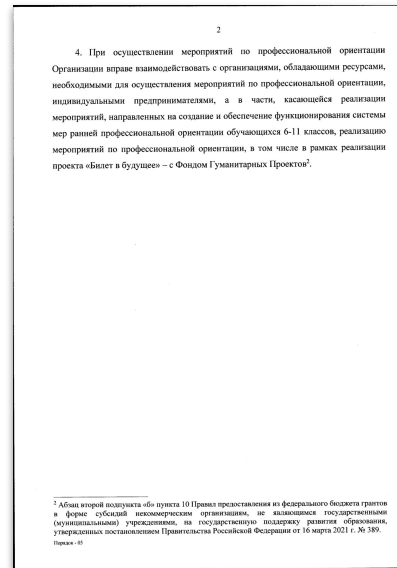 2
4. При осуществлении мероприятий по профессиональной ориентации
Организации вправе взаимодействовать с организациями, обладающими ресурсами,
необходимыми для осуществления мероприятий по профессиональной ориентации,
индивидуальными предпринимателями, а в части, касающейся реализации
мероприятий, направленных на создание и обеспечение функционирования системы
мер ранней профессиональной ориентации обучающихся 6-11 классов, реализацию
мероприятий по профессиональной ориентации, в том числе в рамках реализации
проекта «Билет в будущее» – с Фондом Гуманитарных Проектов².
² Абзац второй подпункта «б» пункта 10 Правил предоставления из федерального бюджета грантов
в форме субсидий некоммерческим организациям, не являющимся государственными
(муниципальными) учреждениями, на государственную поддержку развития образования,
утвержденных постановлением Правительства Российской Федерации от 16 марта 2021 г. № 389.
Порядок - 03